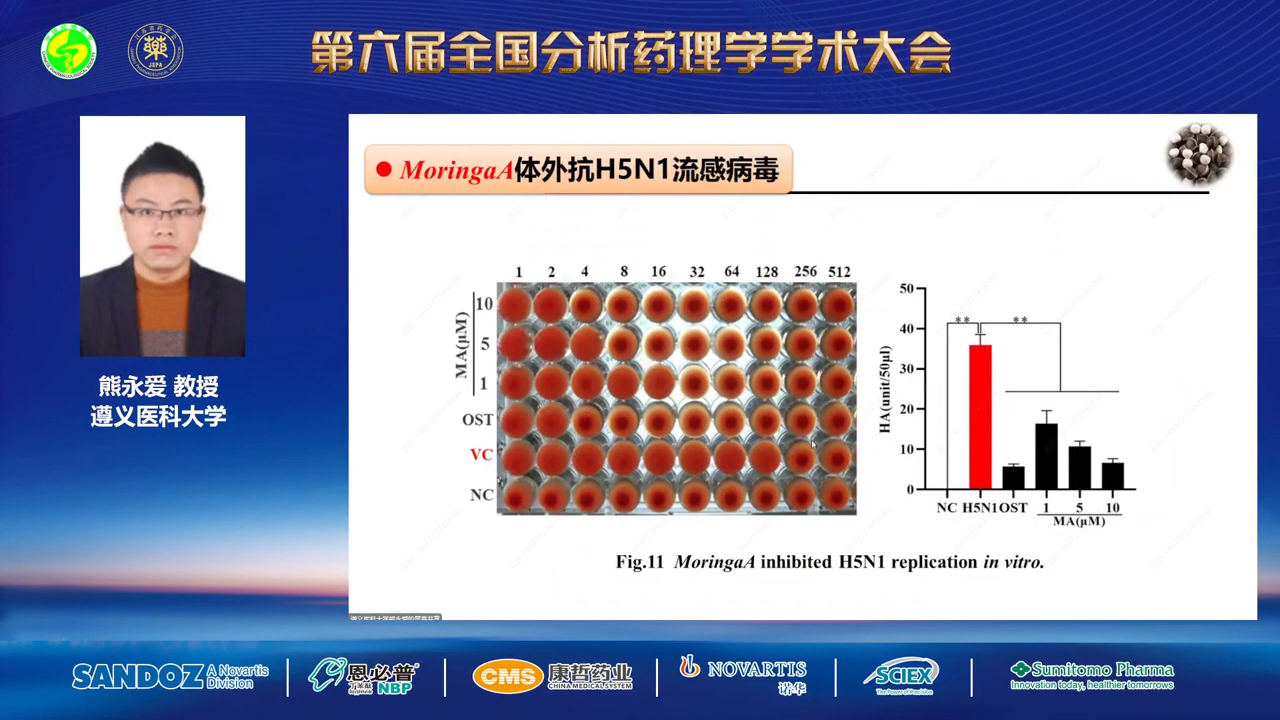 第六届全国分析药理学学术大会
JSPA
熊永爱 教授
遵义医科大学
MoringaA体外抗H5N1流感病毒
1 2 4 8 16 32 64 128 256 512
MA(μM)
10
5
1
OST
VC
NC
HA(unit/50μl)
50
40
30
20
10
0
** **
NC H5N1 OST 1 5 10
MA(μM)
Fig.11 MoringaA inhibited H5N1 replication in vitro.
SANDOZ A Novartis Division
恩必普 NBP
CMS 康哲药业
CHINA MEDICAL SYSTEM
NOVARTIS
诺华
SCIEX
The Power of Precision
Sumitomo Pharma
Innovation today, healthier tomorrows